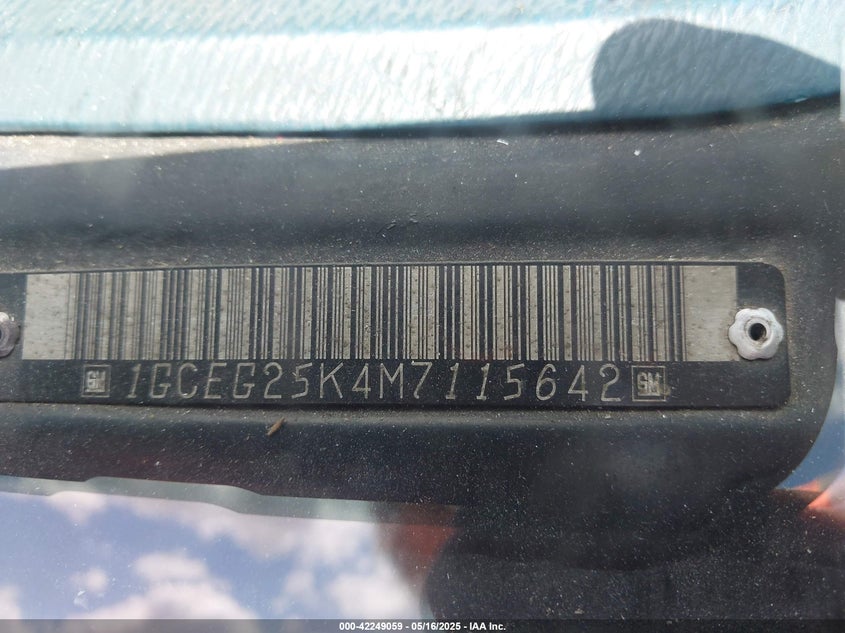 GM 1GCEG25K4M7115642 GM
000-42249059 - 05/16/2025 - IAA Inc.